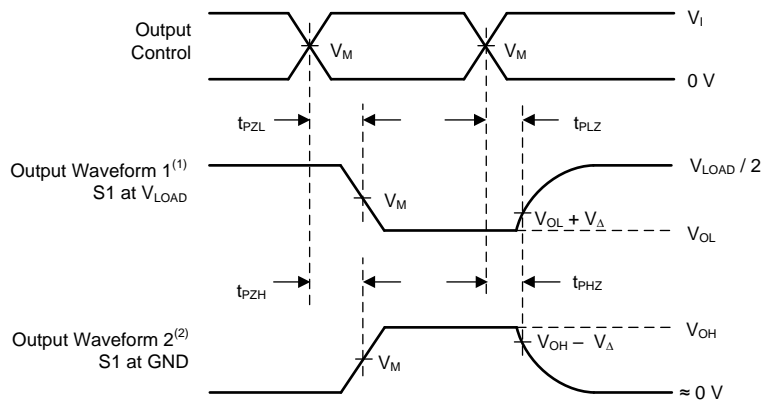 Output
Control
V_I
V_M
V_M
0 V
t_PZL
t_PLZ
Output Waveform 1^(1)
S1 at V_LOAD
V_LOAD / 2
V_M
V_OL + V_Δ
V_OL
t_PZH
t_PHZ
Output Waveform 2^(2)
S1 at GND
V_OH
V_OH – V_Δ
V_M
≈ 0 V